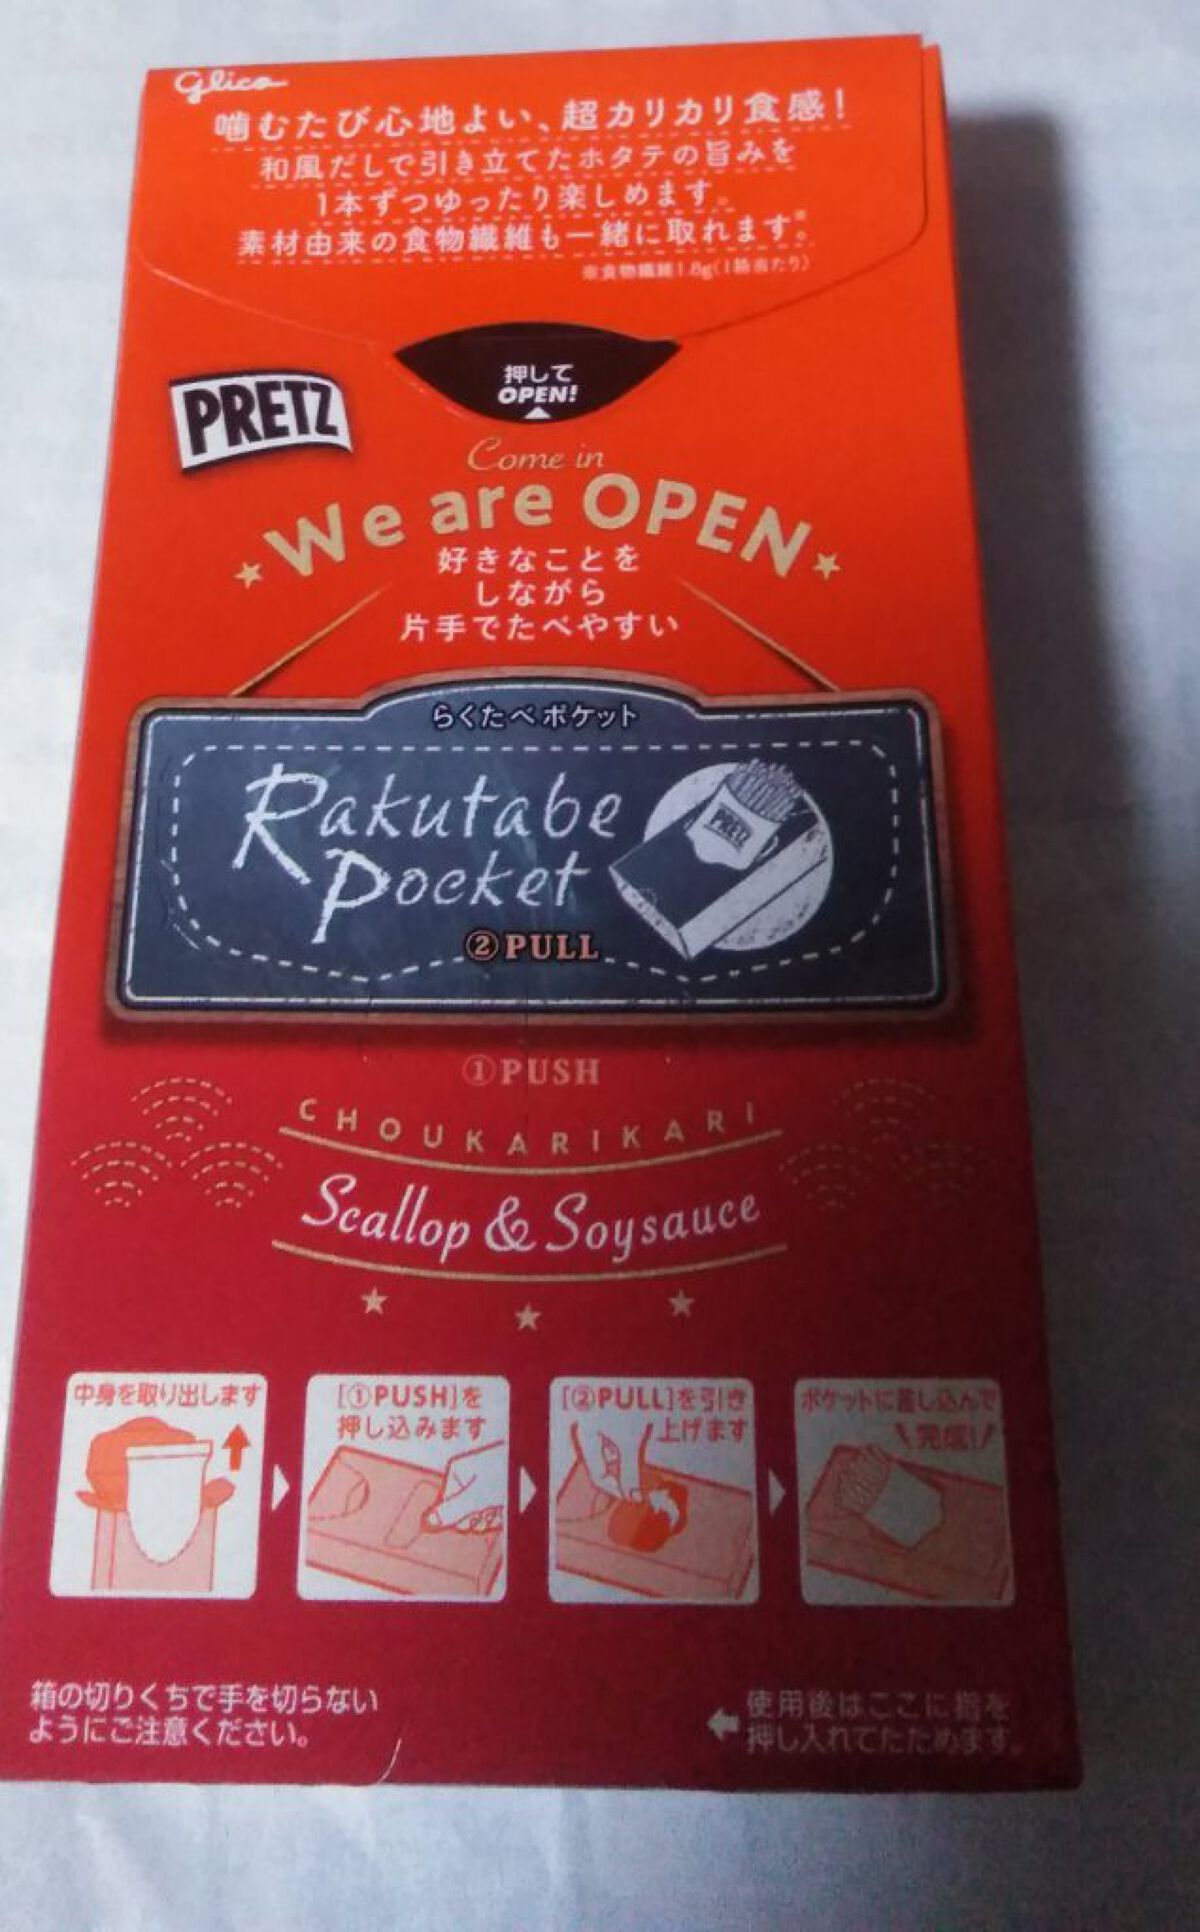 Glico
噛むたび心地よい、超カリカリ食感!
和風だしで引き立てたホタテの旨みを
1本ずつゆったり楽しめます。
素材由来の食物繊維も一緒に取れます※。
※食物繊維1.8g(1箱当たり)
押して
OPEN!
PRETZ
Come in
We are OPEN
好きなことを
しながら
片手でたべやすい
らくたべポケット
Rakutabe
Pocket
PRETZ
②PULL
①PUSH
CHOUKARIKARI
Scallop & Soysauce
中身を取り出します
[①PUSH]を
押し込みます
[②PULL]を引き
上げます
ポケットに差し込んで
完成!
箱の切りくちで手を切らない
ようにご注意ください。
使用後はここに指を
押し入れてたためます。